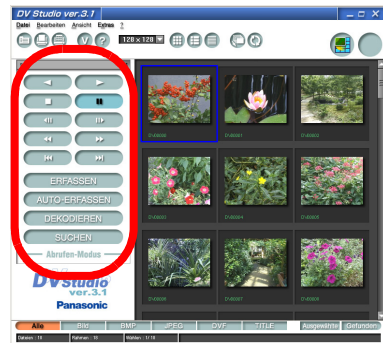 DV Studio ver.3.1
Datei Bearbeiten Ansicht Extras ?
V ? 128 x 128
ERFASSEN
AUTO-ERFASSEN
DEKODIEREN
SUCHEN
Abrufen-Modus
DV STUDIO
ver.3.1
Panasonic
DV00000 DV00001 DV00002
DV00003 DV00004 DV00005
DV00006 DV00007 DV00008
Alle Bild BMP JPEG DVF TITLE Ausgewählte Gefunden
Dateien : 18 Rahmen : 18 Wählen : 1/ 18